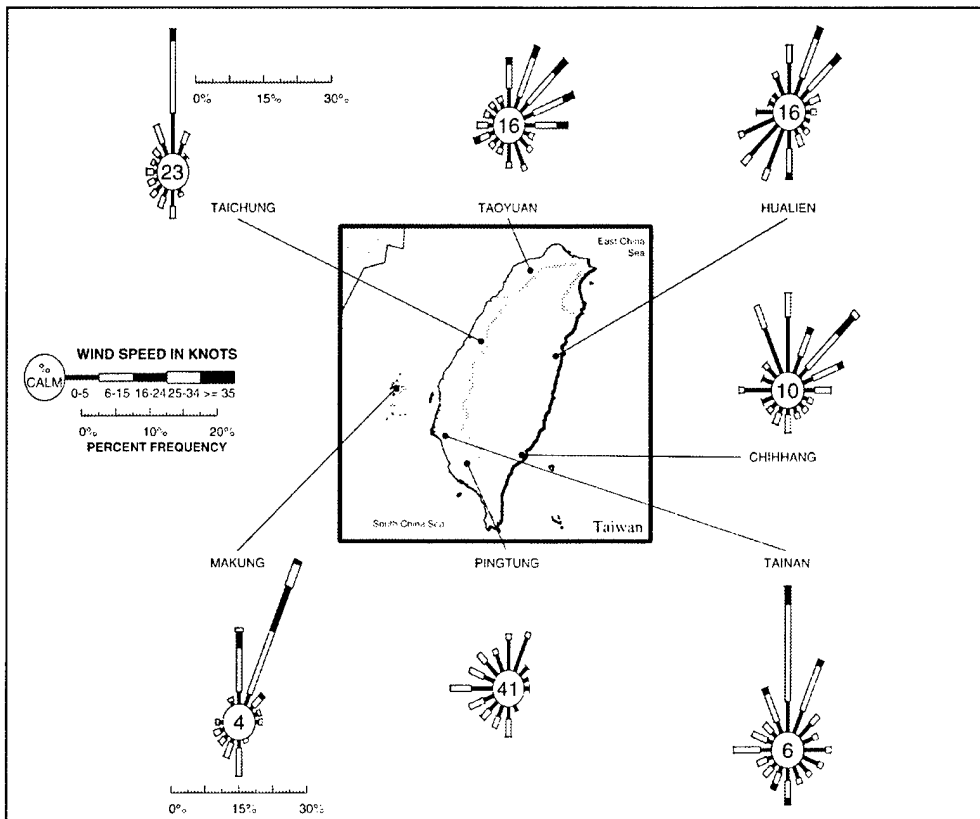 0% 15% 30%
23
16
16
TAICHUNG
TAOYUAN
HUALIEN
East China
Sea
WIND SPEED IN KNOTS
%
CALM
0-5 6-15 16-24 25-34 >= 35
0% 10% 20%
PERCENT FREQUENCY
10
CHIHHANG
South China Sea
Taiwan
MAKUNG
PINGTUNG
TAINAN
4
41
6
0% 15% 30%